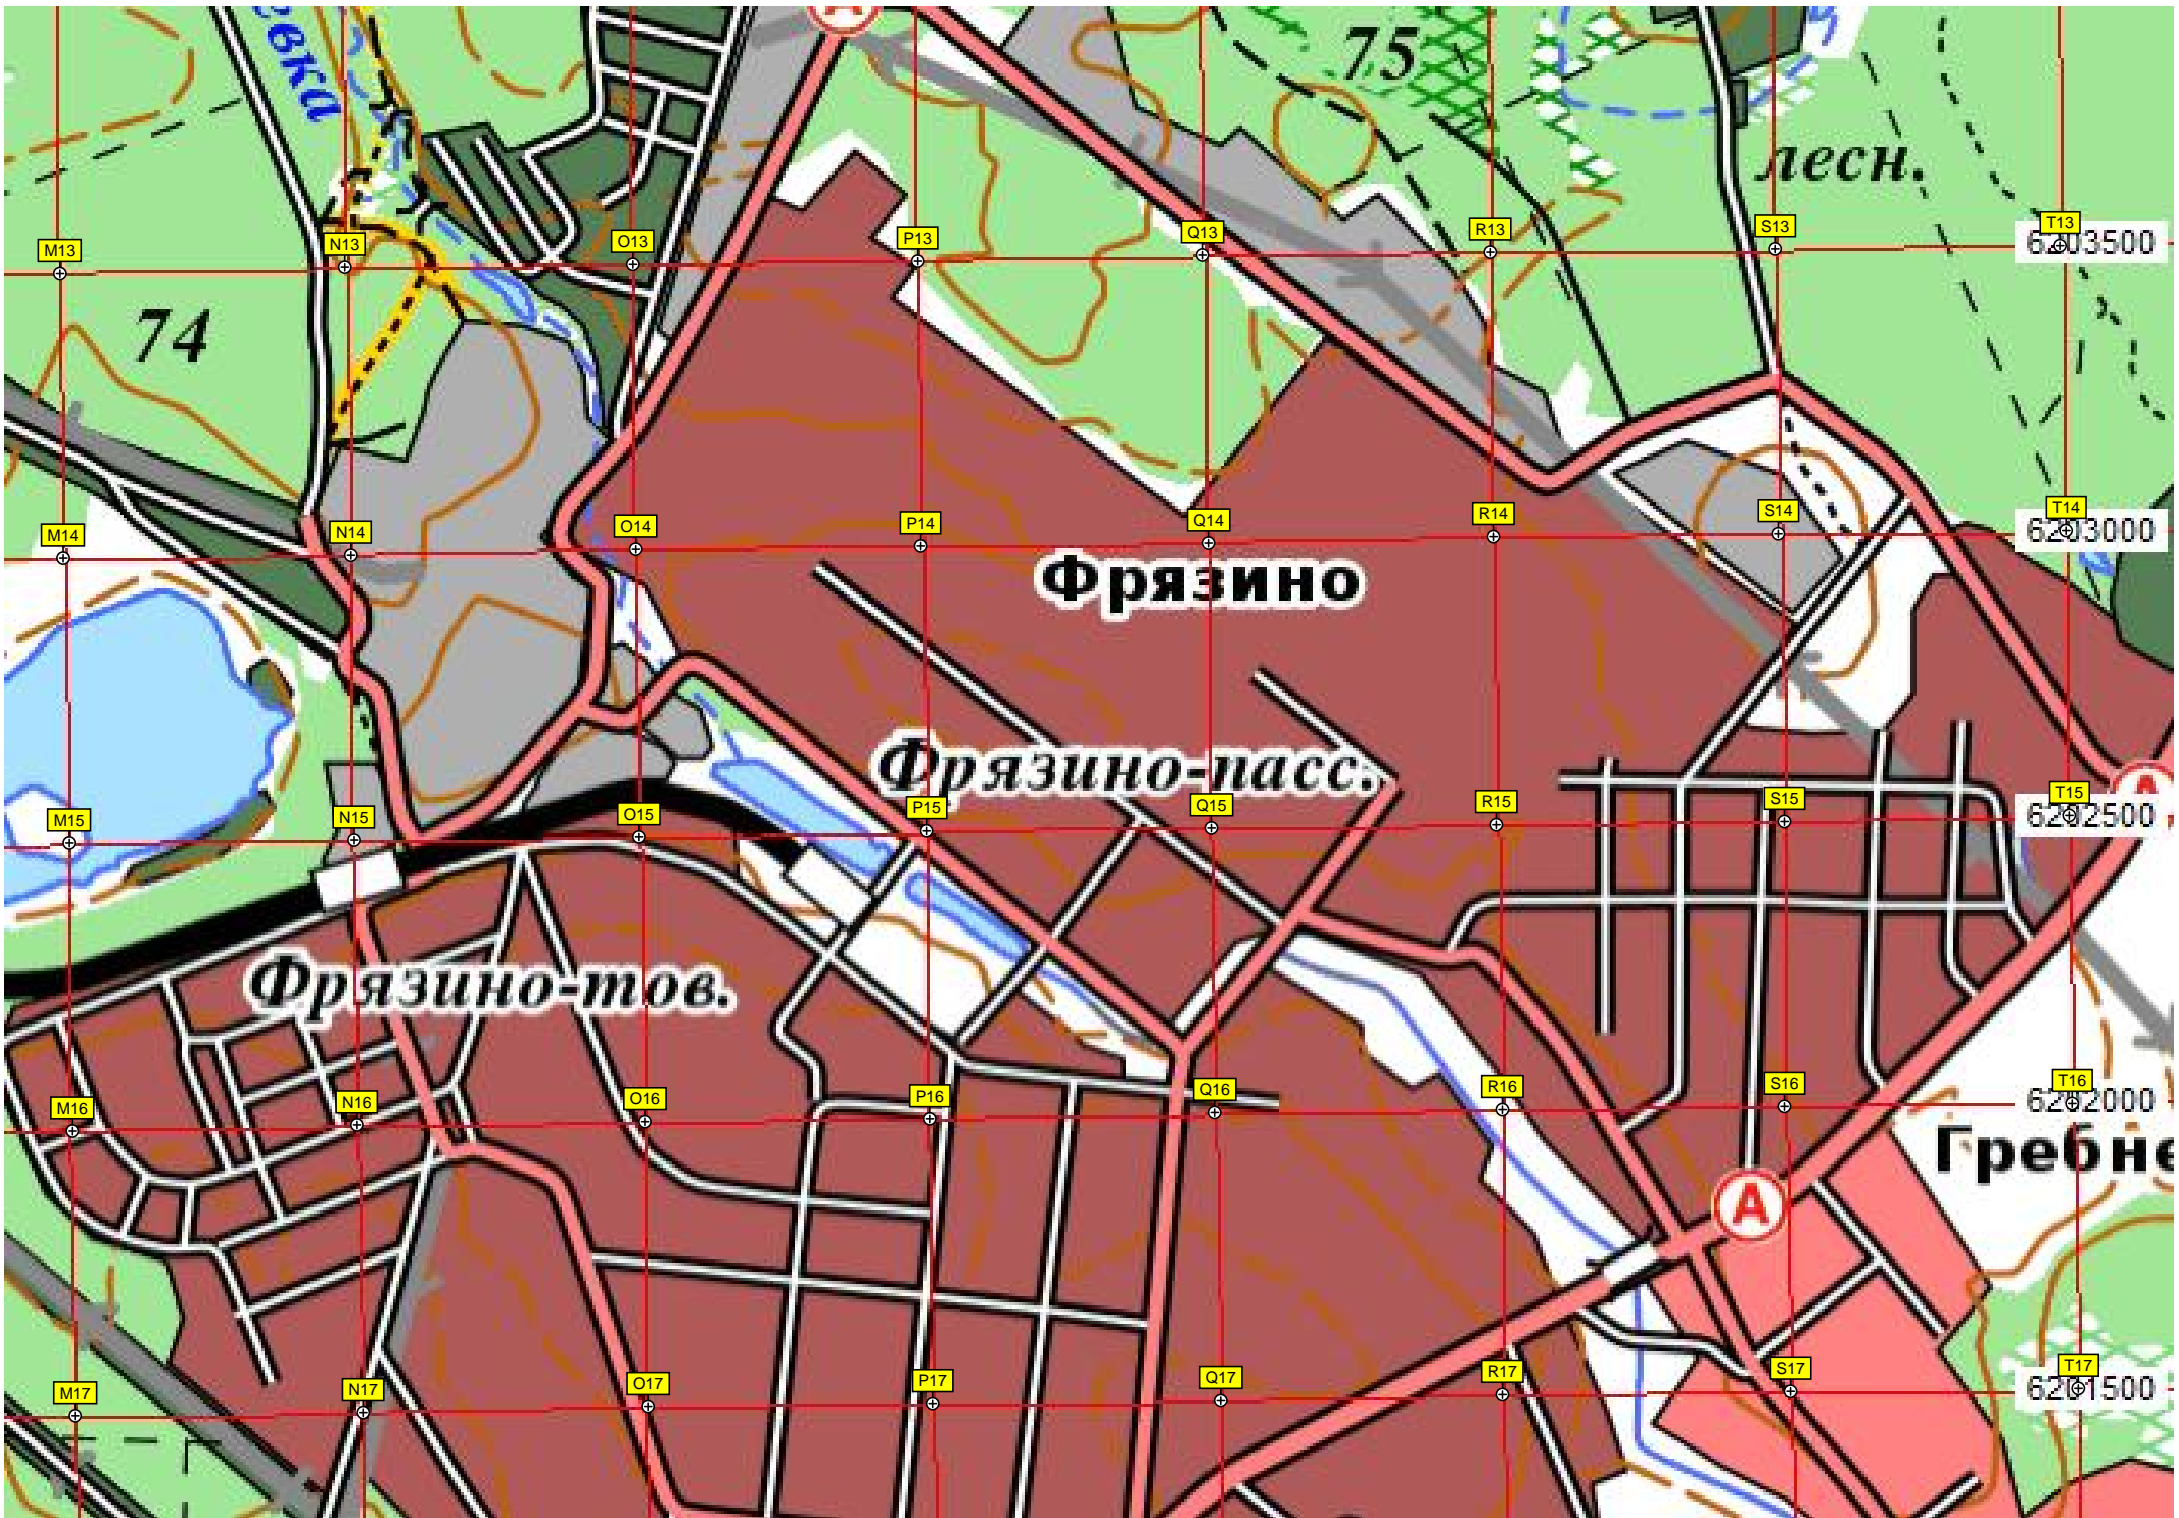 евка
А
75
лесн.
S13
T13
R13
Q13
P13
O13
N13
M13
6203500
74
T14
S14
R14
Q14
P14
O14
N14
M14
6203000
Фрязино
Фрязино-пасс.
А
T15
S15
R15
Q15
P15
O15
N15
M15
6202500
Фрязино-тов.
T16
S16
R16
Q16
P16
O16
N16
M16
6202000
Гребне
А
T17
S17
R17
Q17
P17
O17
N17
M17
6201500